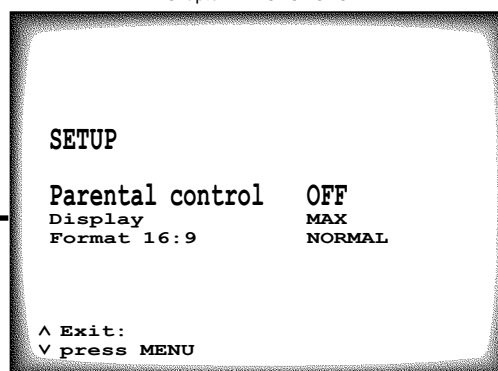 SETUP
Parental control OFF
Display MAX
Format 16:9 NORMAL
∧ Exit:
∨ press MENU